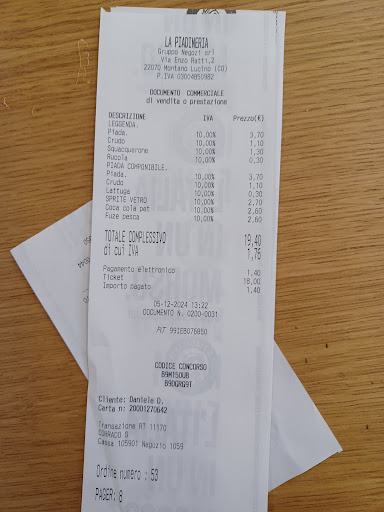 LA PIADINERIA
Gruppo Negozi srl
Via Enzo Ratti,2
22070 Montano Lucino (CO)
P.IVA 03004850982
DOCUMENTO COMMERCIALE
di vendita o prestazione
DESCRIZIONE IVA Prezzo(€)
LEGGENDA.
Piada. 10,00% 3,70
Crudo 10,00% 1,10
Squacquerone 10,00% 1,30
Rucola 10,00% 0,30
PIADA COMPONIBILE.
Piada. 10,00% 3,70
Crudo 10,00% 1,10
Lattuga 10,00% 0,30
SPRITE VETRO 10,00% 2,70
Coca cola pet 10,00% 2,60
Fuze pesca 10,00% 2,60
TOTALE COMPLESSIVO 19,40
di cui IVA 1,76
Pagamento elettronico 1,40
Ticket 18,00
Importo pagato 1,40
05-12-2024 13:22
DOCUMENTO N. 0200-0031
RT 99IEB076850
CODICE CONCORSO
B9M150UB
B9DGRG9T
Cliente: Daniele D.
Carta n: 20001270642
Transazione RT 11170
CORRADO S
Cassa 105901 Negozio 1059
Ordine numero : 53
PAGER: 8